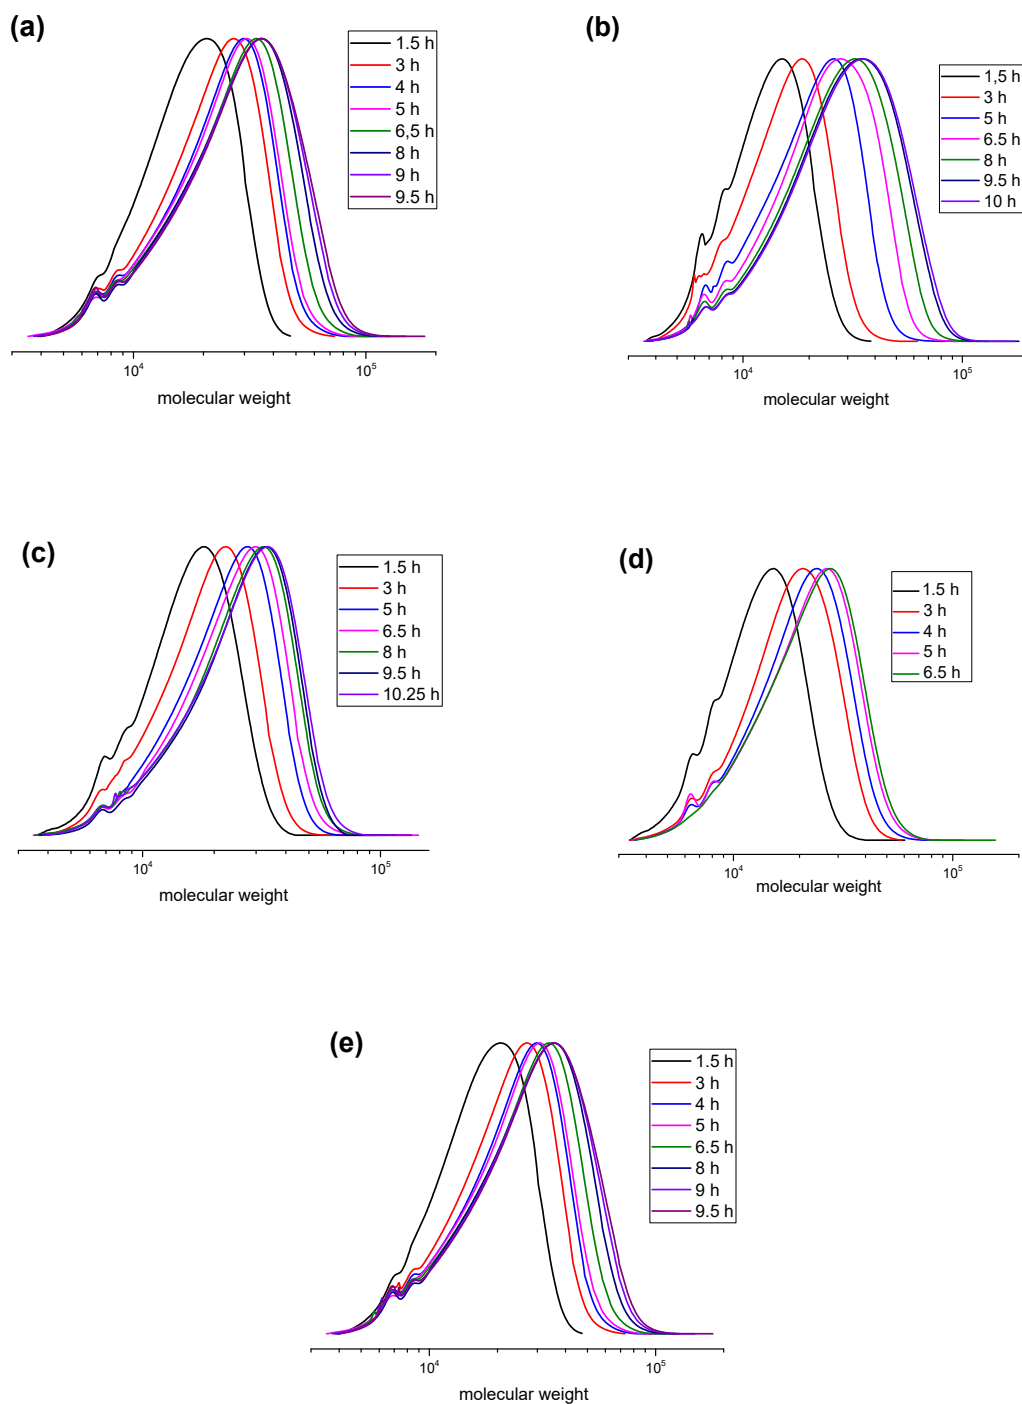 (a)
1.5 h
3 h
4 h
5 h
6,5 h
8 h
9 h
9.5 h
10⁴ 10⁵
molecular weight
(b)
1,5 h
3 h
5 h
6.5 h
8 h
9.5 h
10 h
10⁴ 10⁵
molecular weight
(c)
1.5 h
3 h
5 h
6.5 h
8 h
9.5 h
10.25 h
10⁴ 10⁵
molecular weight
(d)
1.5 h
3 h
4 h
5 h
6.5 h
10⁴ 10⁵
molecular weight
(e)
1.5 h
3 h
4 h
5 h
6.5 h
8 h
9 h
9.5 h
10⁴ 10⁵
molecular weight